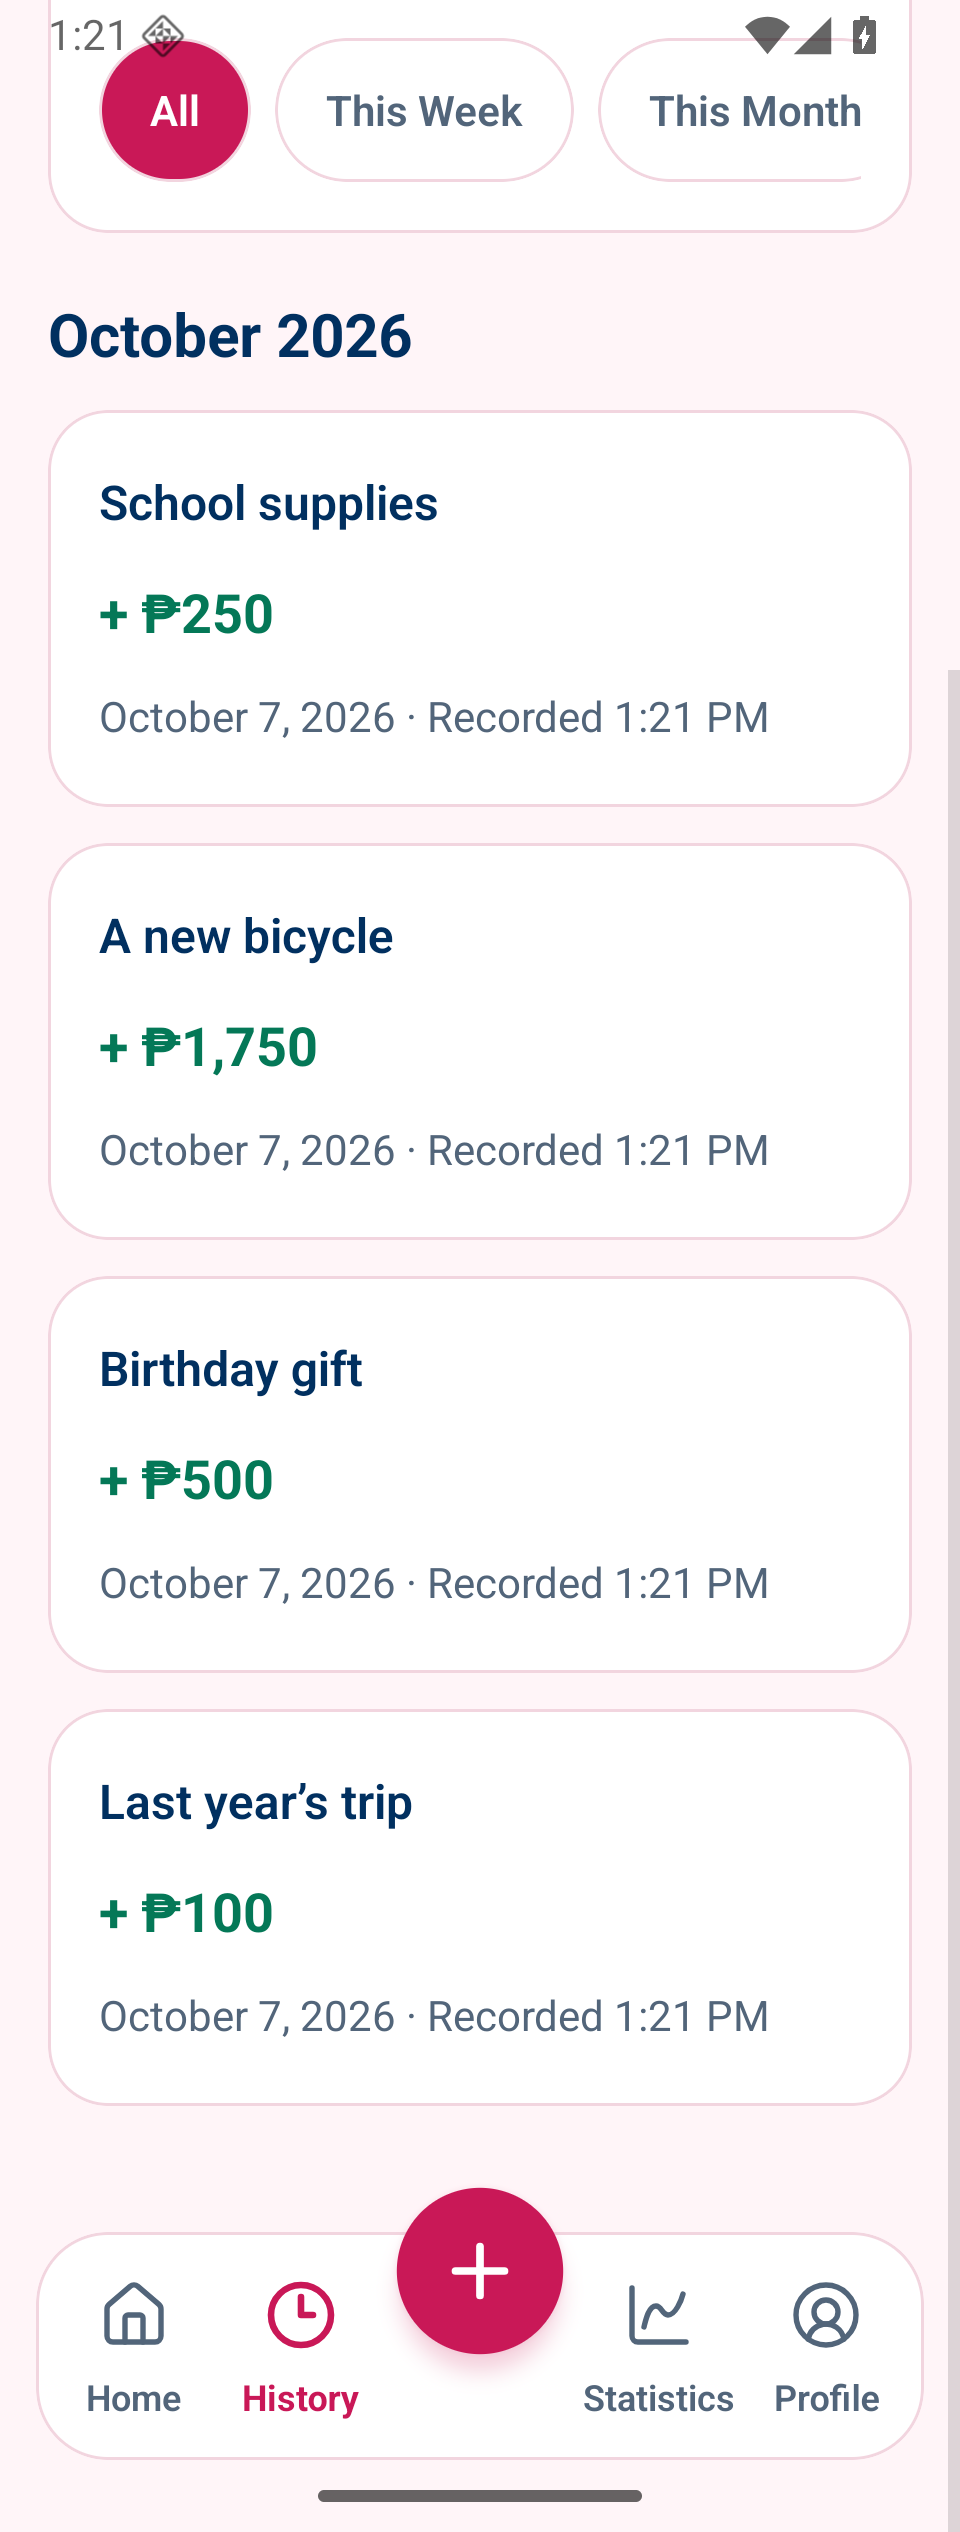 1:21
All
This Week
This Month
October 2026
School supplies
+ ₱250
October 7, 2026 · Recorded 1:21 PM
A new bicycle
+ ₱1,750
October 7, 2026 · Recorded 1:21 PM
Birthday gift
+ ₱500
October 7, 2026 · Recorded 1:21 PM
Last year’s trip
+ ₱100
October 7, 2026 · Recorded 1:21 PM
Home
History
Statistics
Profile